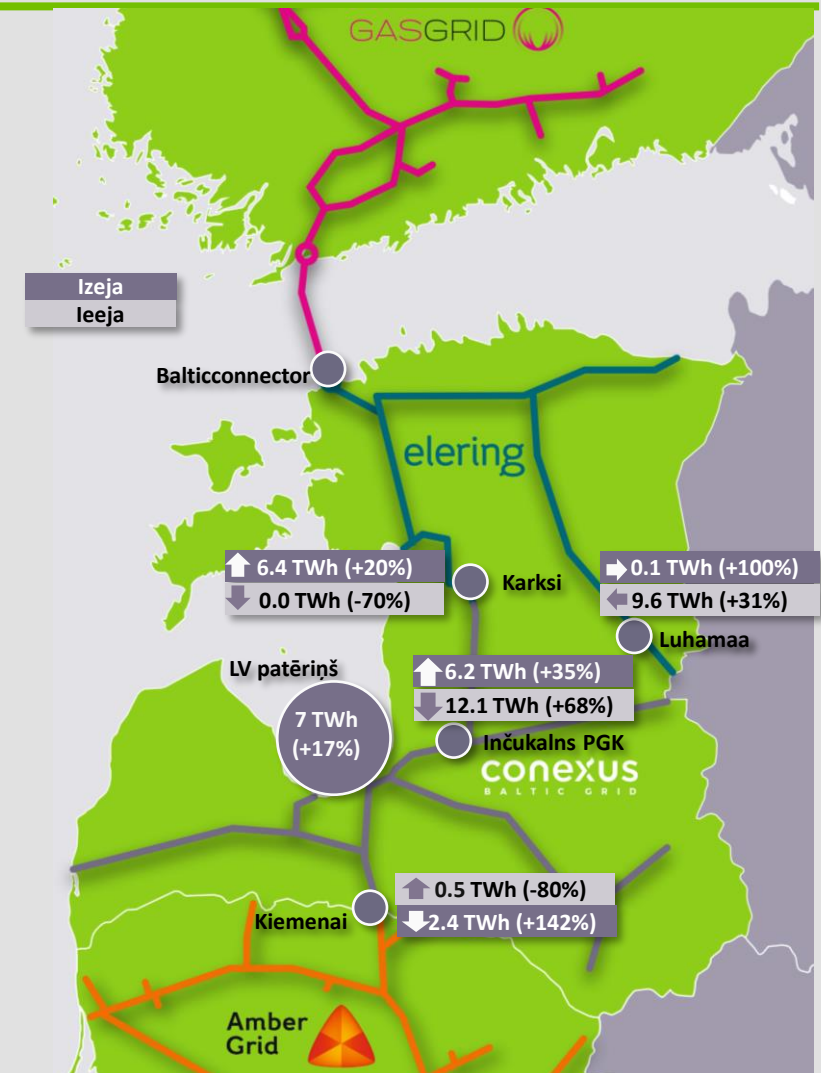 GASGRID
Izeja
Ieeja
Balticconnector
elering
6.4 TWh (+20%)
0.0 TWh (-70%)
Karksi
0.1 TWh (+100%)
9.6 TWh (+31%)
Luhamaa
LV patēriņš
7 TWh
(+17%)
6.2 TWh (+35%)
12.1 TWh (+68%)
Inčukalns PGK
conexus
BALTIC GRID
0.5 TWh (-80%)
2.4 TWh (+142%)
Kiemenai
Amber
Grid